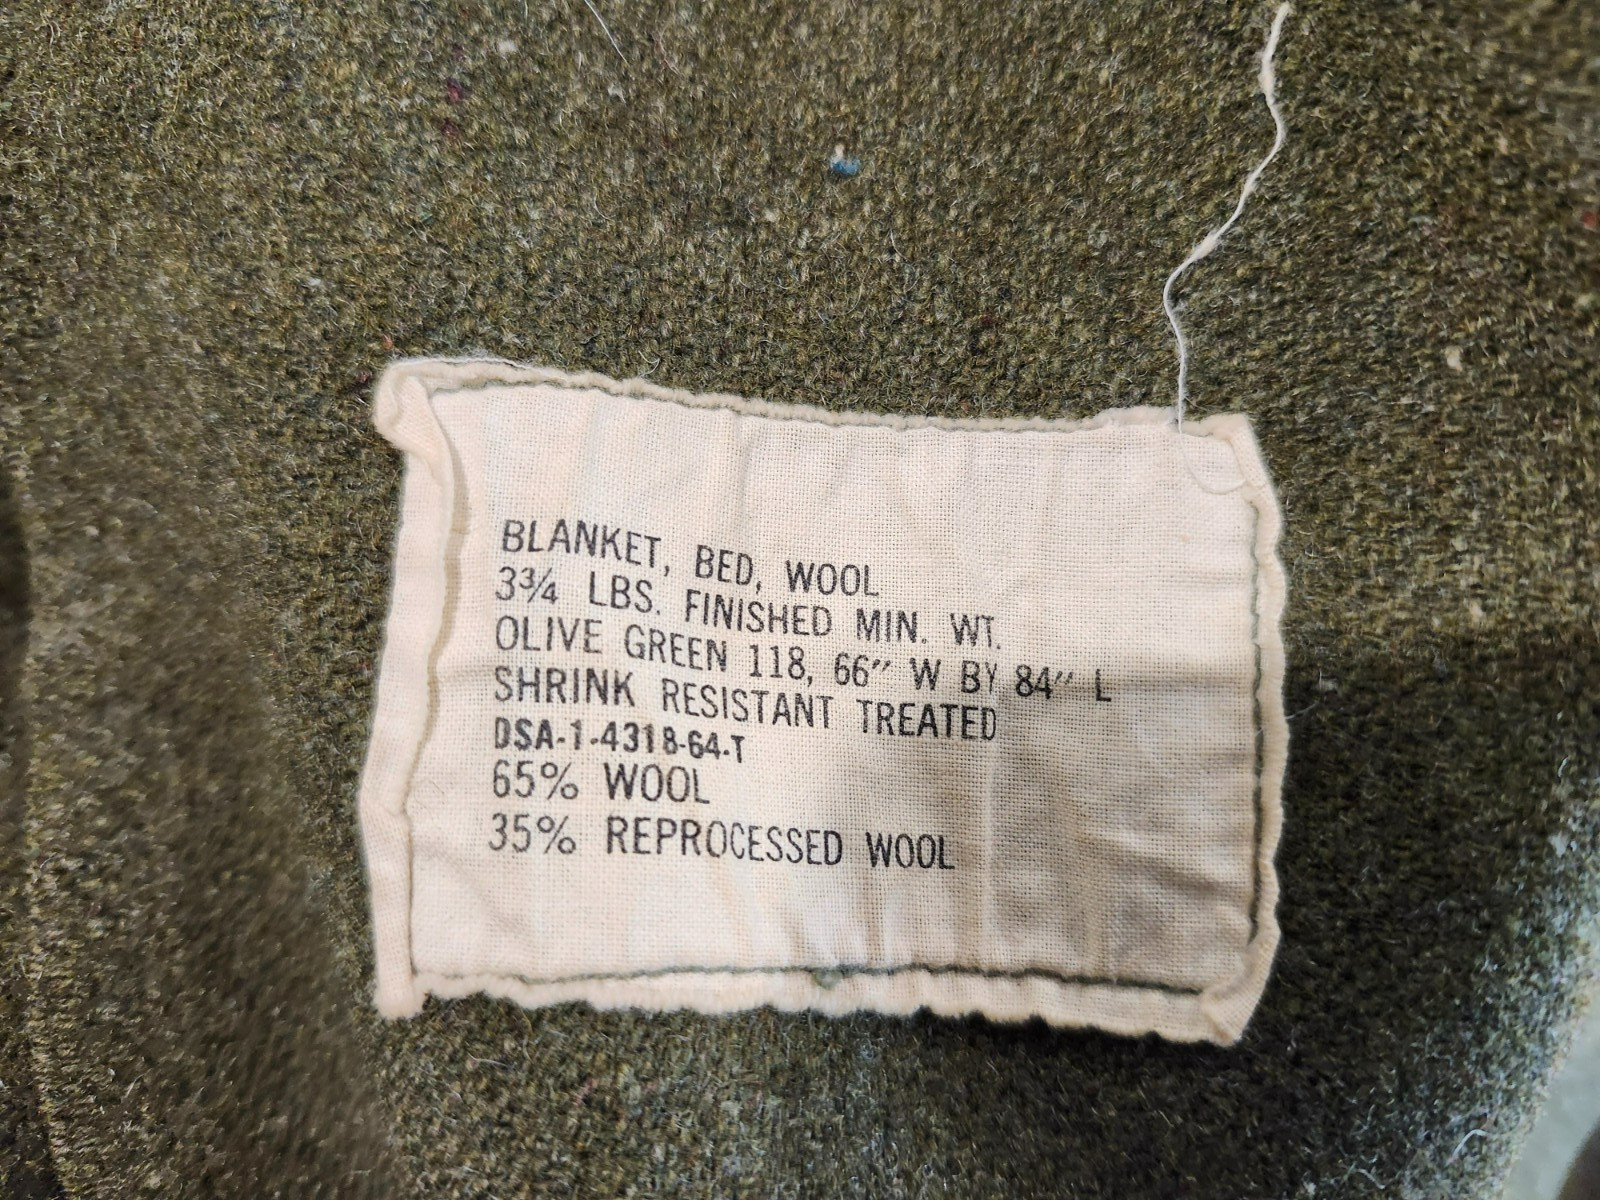 BLANKET, BED, WOOL
3¾ LBS. FINISHED MIN. WT.
OLIVE GREEN 118, 66″ W BY 84″ L
SHRINK RESISTANT TREATED
DSA-1-4318-64-T
65% WOOL
35% REPROCESSED WOOL